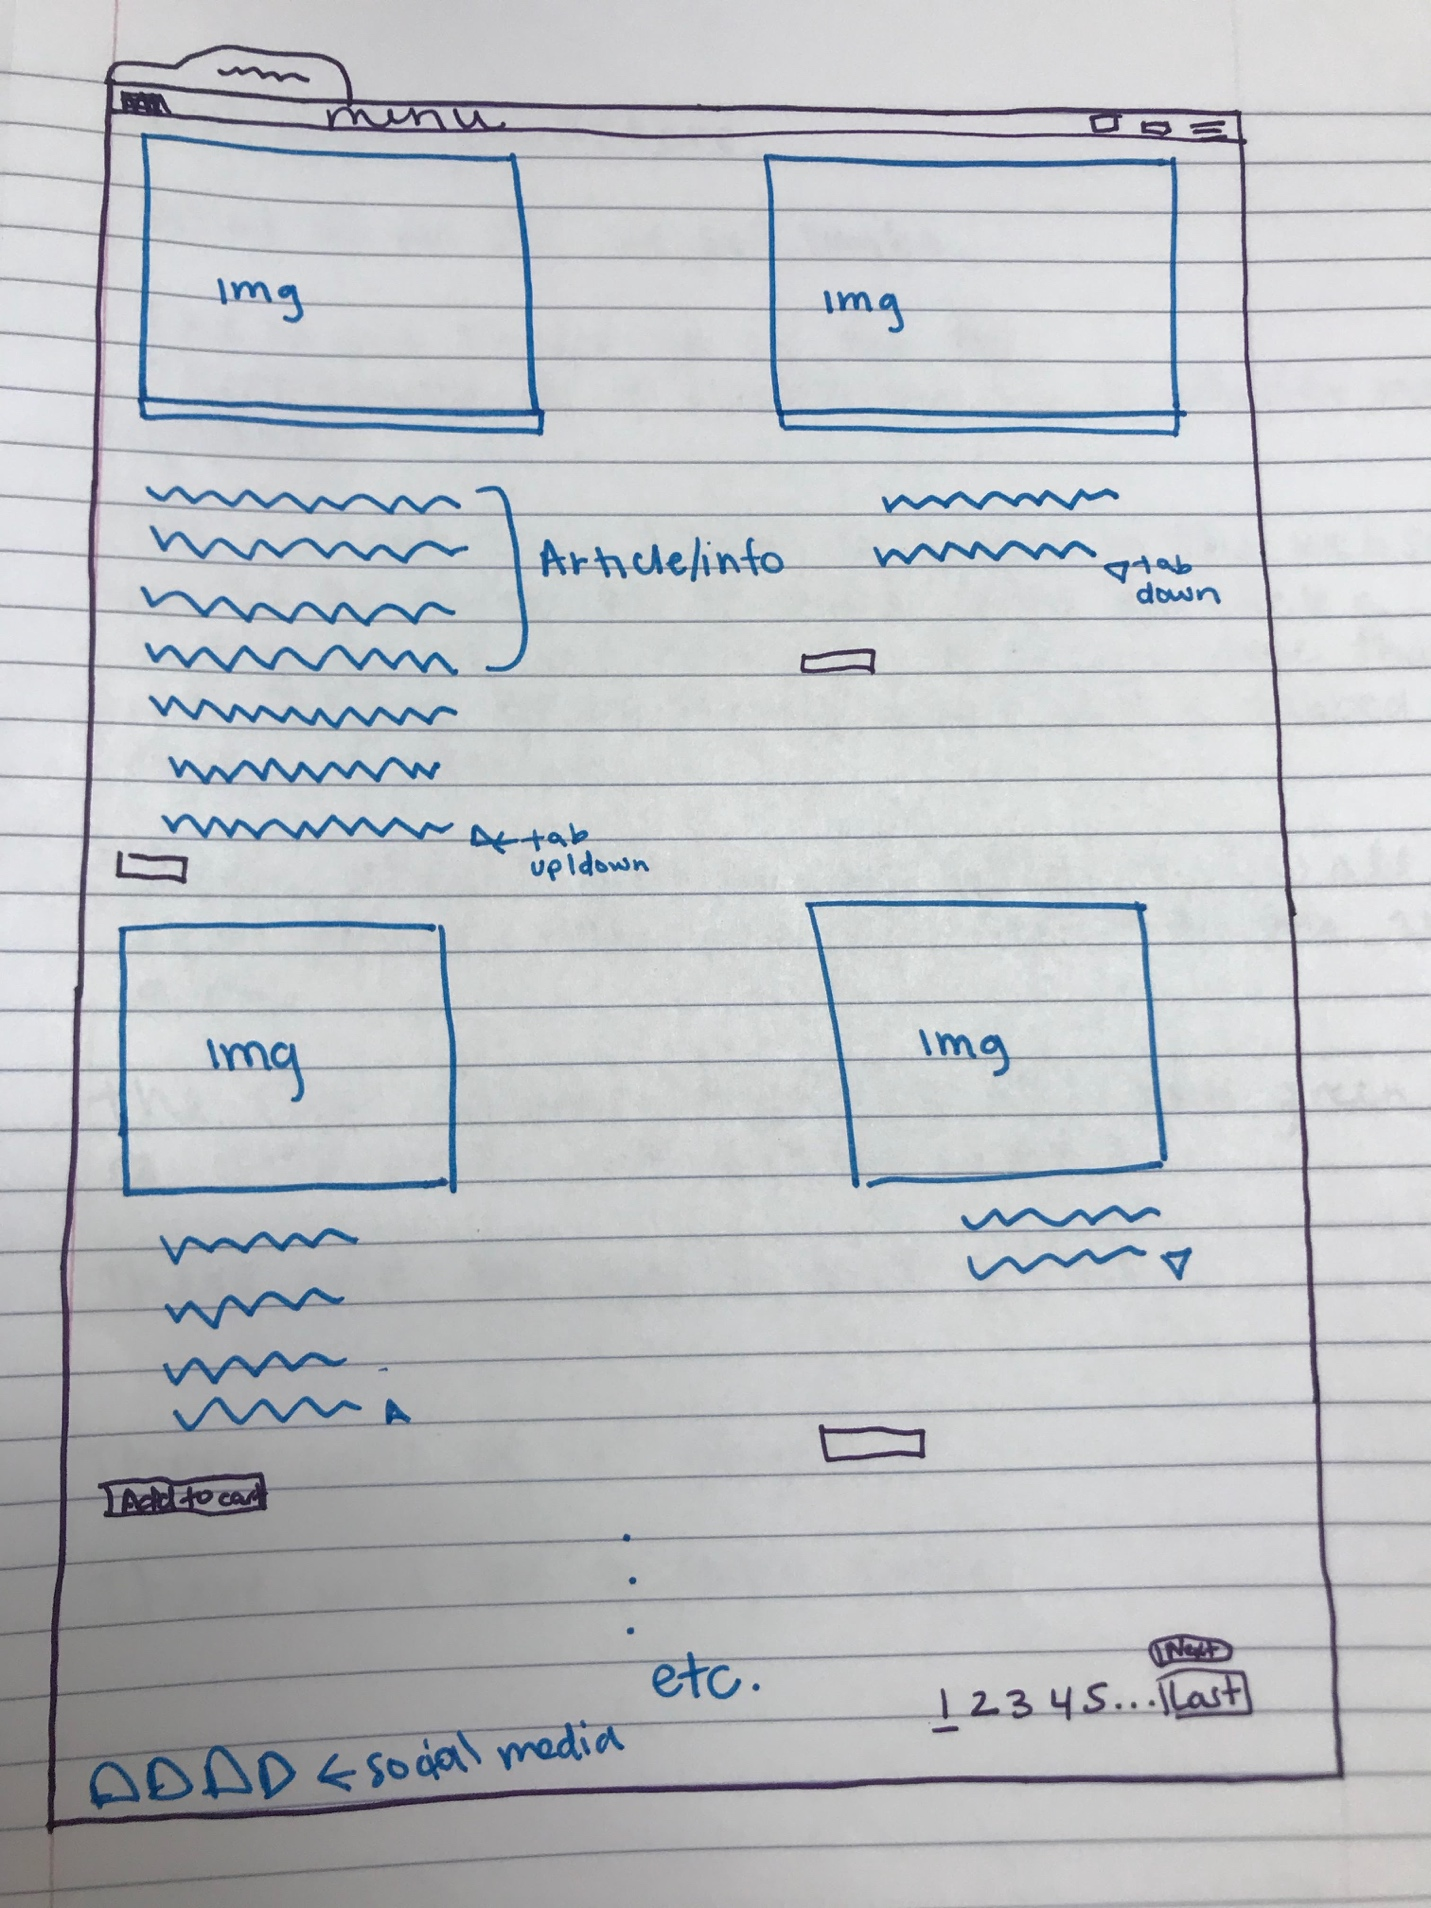 menu
img
img
Article/info
tab
down
tab
up/down
img
img
Add to cart
etc.
Next
1 2 3 4 5...
Last
← social media